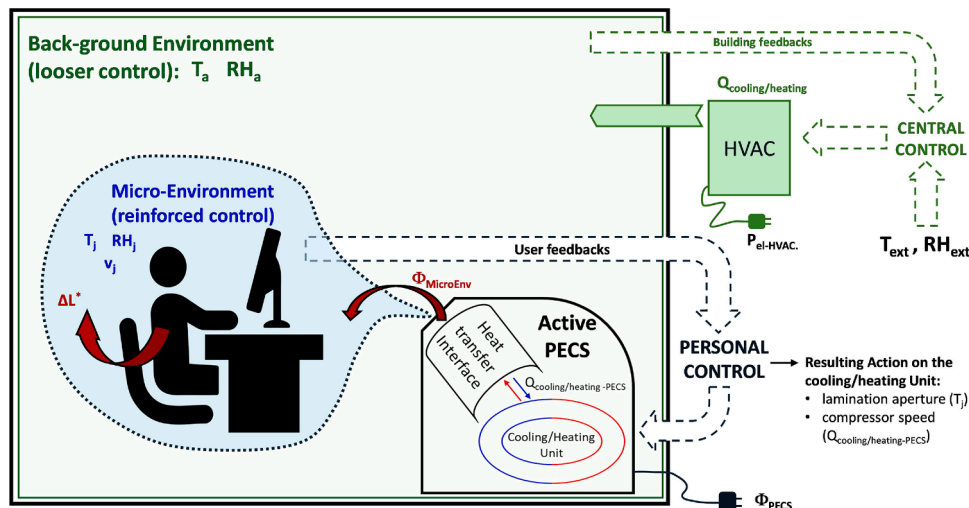 Back-ground Environment
(looser control): Ta RHa
Building feedbacks
Qcooling/heating
HVAC
CENTRAL
CONTROL
Pel-HVAC.
Text , RHext
Micro-Environment
(reinforced control)
Tj RHj
vj
ΔL*
User feedbacks
ΦMicroEnv
Heat
transfer
Interface
Active
PECS
Qcooling/heating -PECS
Cooling/Heating
Unit
PERSONAL
CONTROL
Resulting Action on the
cooling/heating Unit:
• lamination aperture (Tj)
• compressor speed
(Qcooling/heating-PECS)
ΦPECS